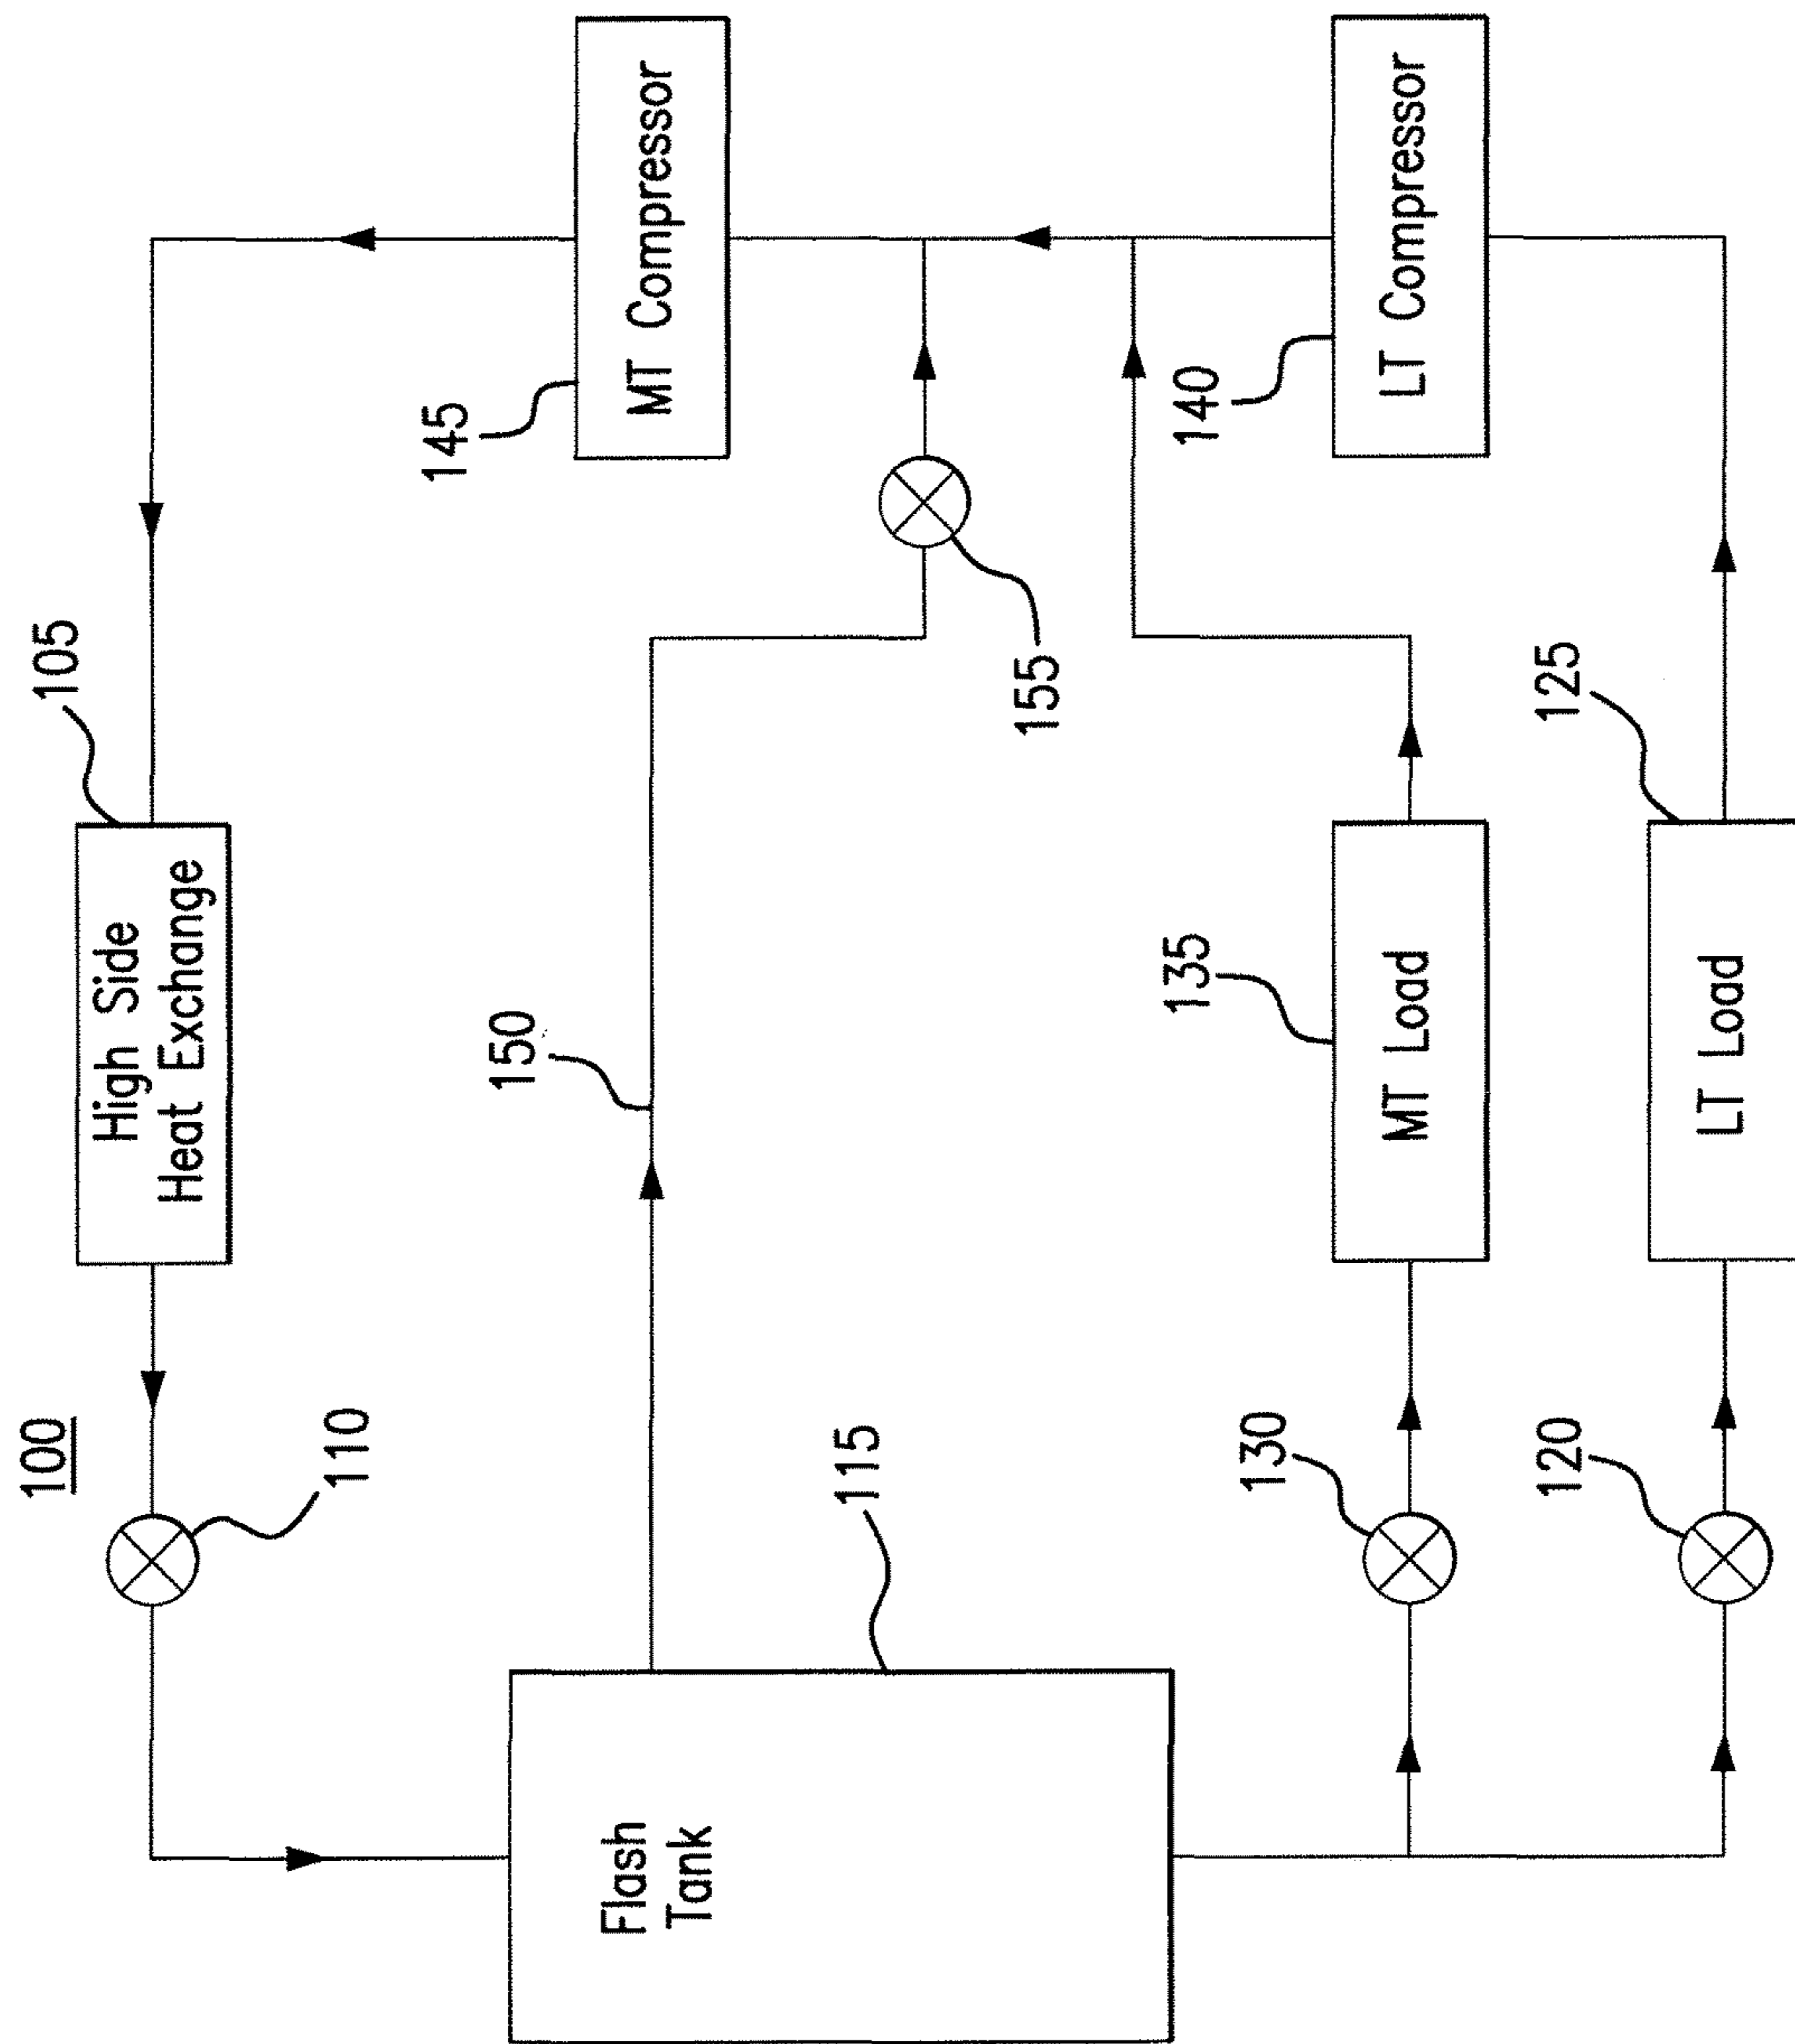 100
High Side
Heat Exchange
105
110
MT Compressor
145
150
155
Flash
Tank
115
LT Compressor
140
MT Load
135
130
LT Load
125
120